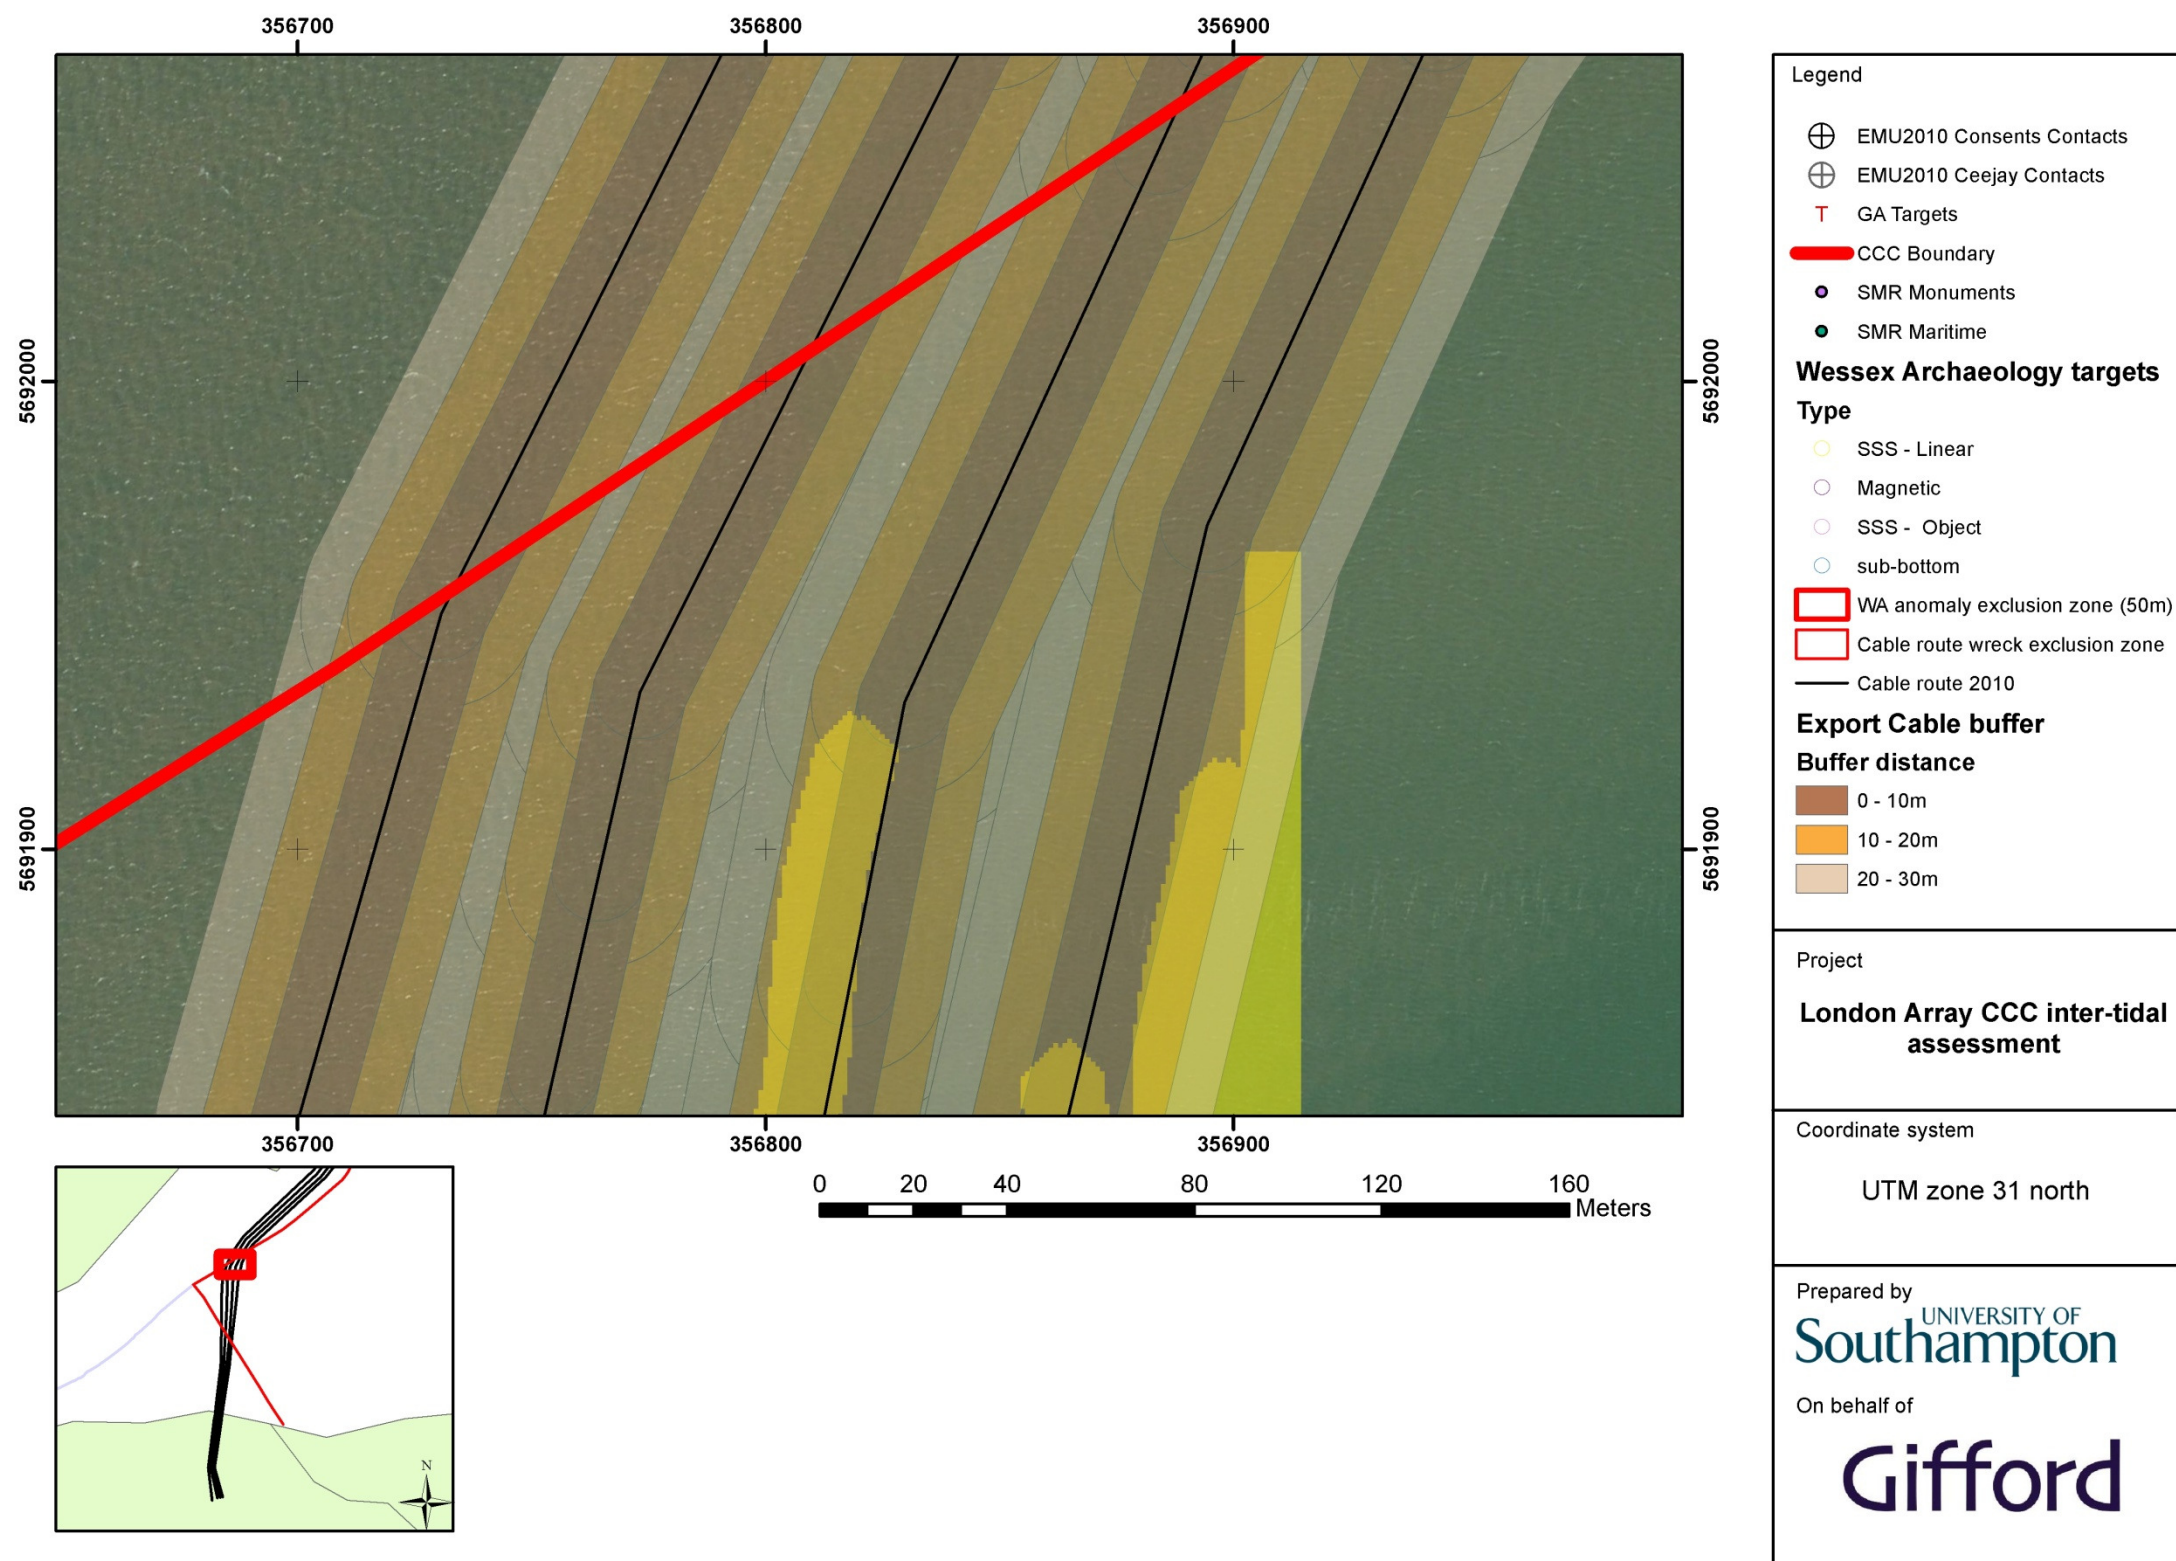 356700
356800
356900
5692000
5692000
5691900
5691900
356700
356800
356900
0 20 40 80 120 160
Meters
N
Legend
EMU2010 Consents Contacts
EMU2010 Ceejay Contacts
T GA Targets
CCC Boundary
SMR Monuments
SMR Maritime
Wessex Archaeology targets
Type
SSS - Linear
Magnetic
SSS - Object
sub-bottom
WA anomaly exclusion zone (50m)
Cable route wreck exclusion zone
Cable route 2010
Export Cable buffer
Buffer distance
0 - 10m
10 - 20m
20 - 30m
Project
London Array CCC inter-tidal
assessment
Coordinate system
UTM zone 31 north
Prepared by
UNIVERSITY OF
Southampton
On behalf of
Gifford